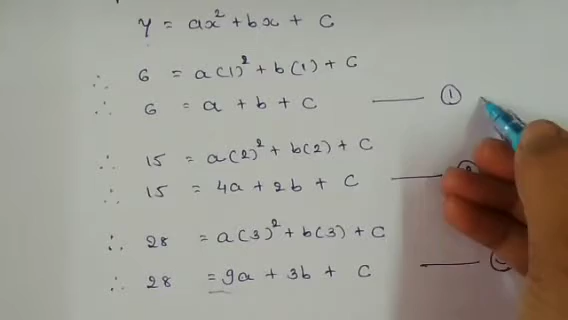 y = ax² + bx + c
∴ 6 = a(1)² + b(1) + c
∴ 6 = a + b + c —— ①
∴ 15 = a(2)² + b(2) + c
∴ 15 = 4a + 2b + c ——
∴ 28 = a(3)² + b(3) + c
∴ 28 = 9a + 3b + c ——